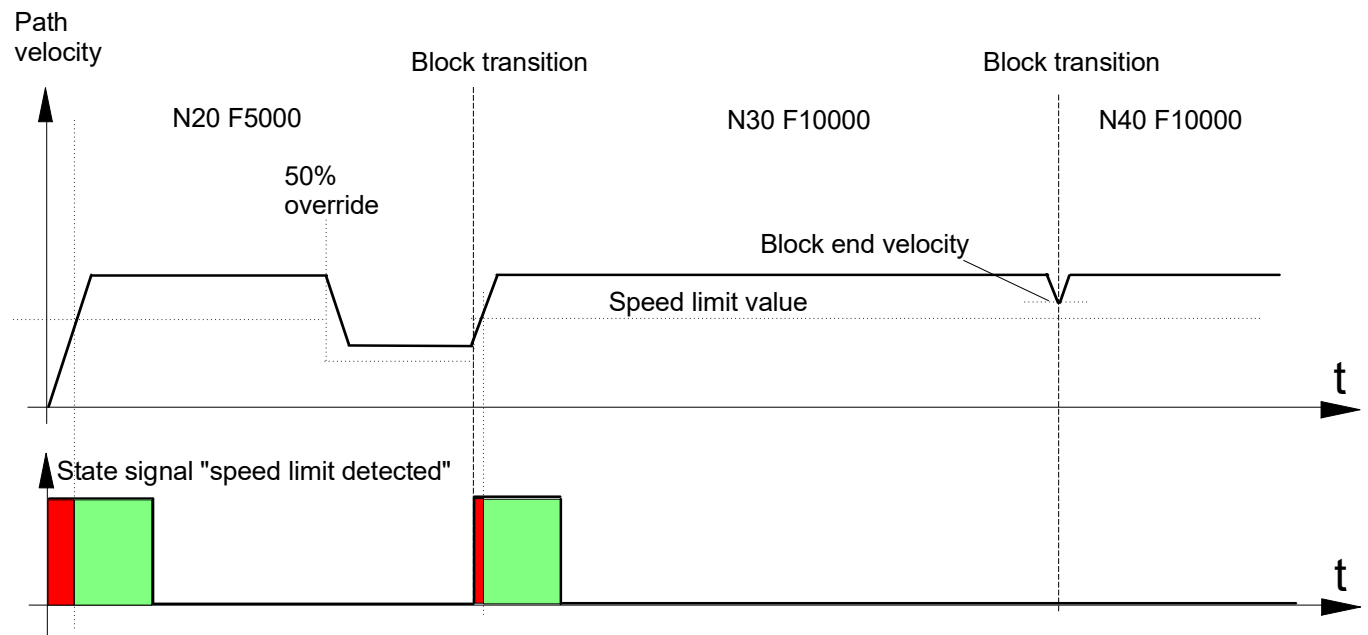 Path
velocity
Block transition
Block transition
N20 F5000
N30 F10000
N40 F10000
50%
override
Block end velocity
Speed limit value
t
State signal "speed limit detected"
t